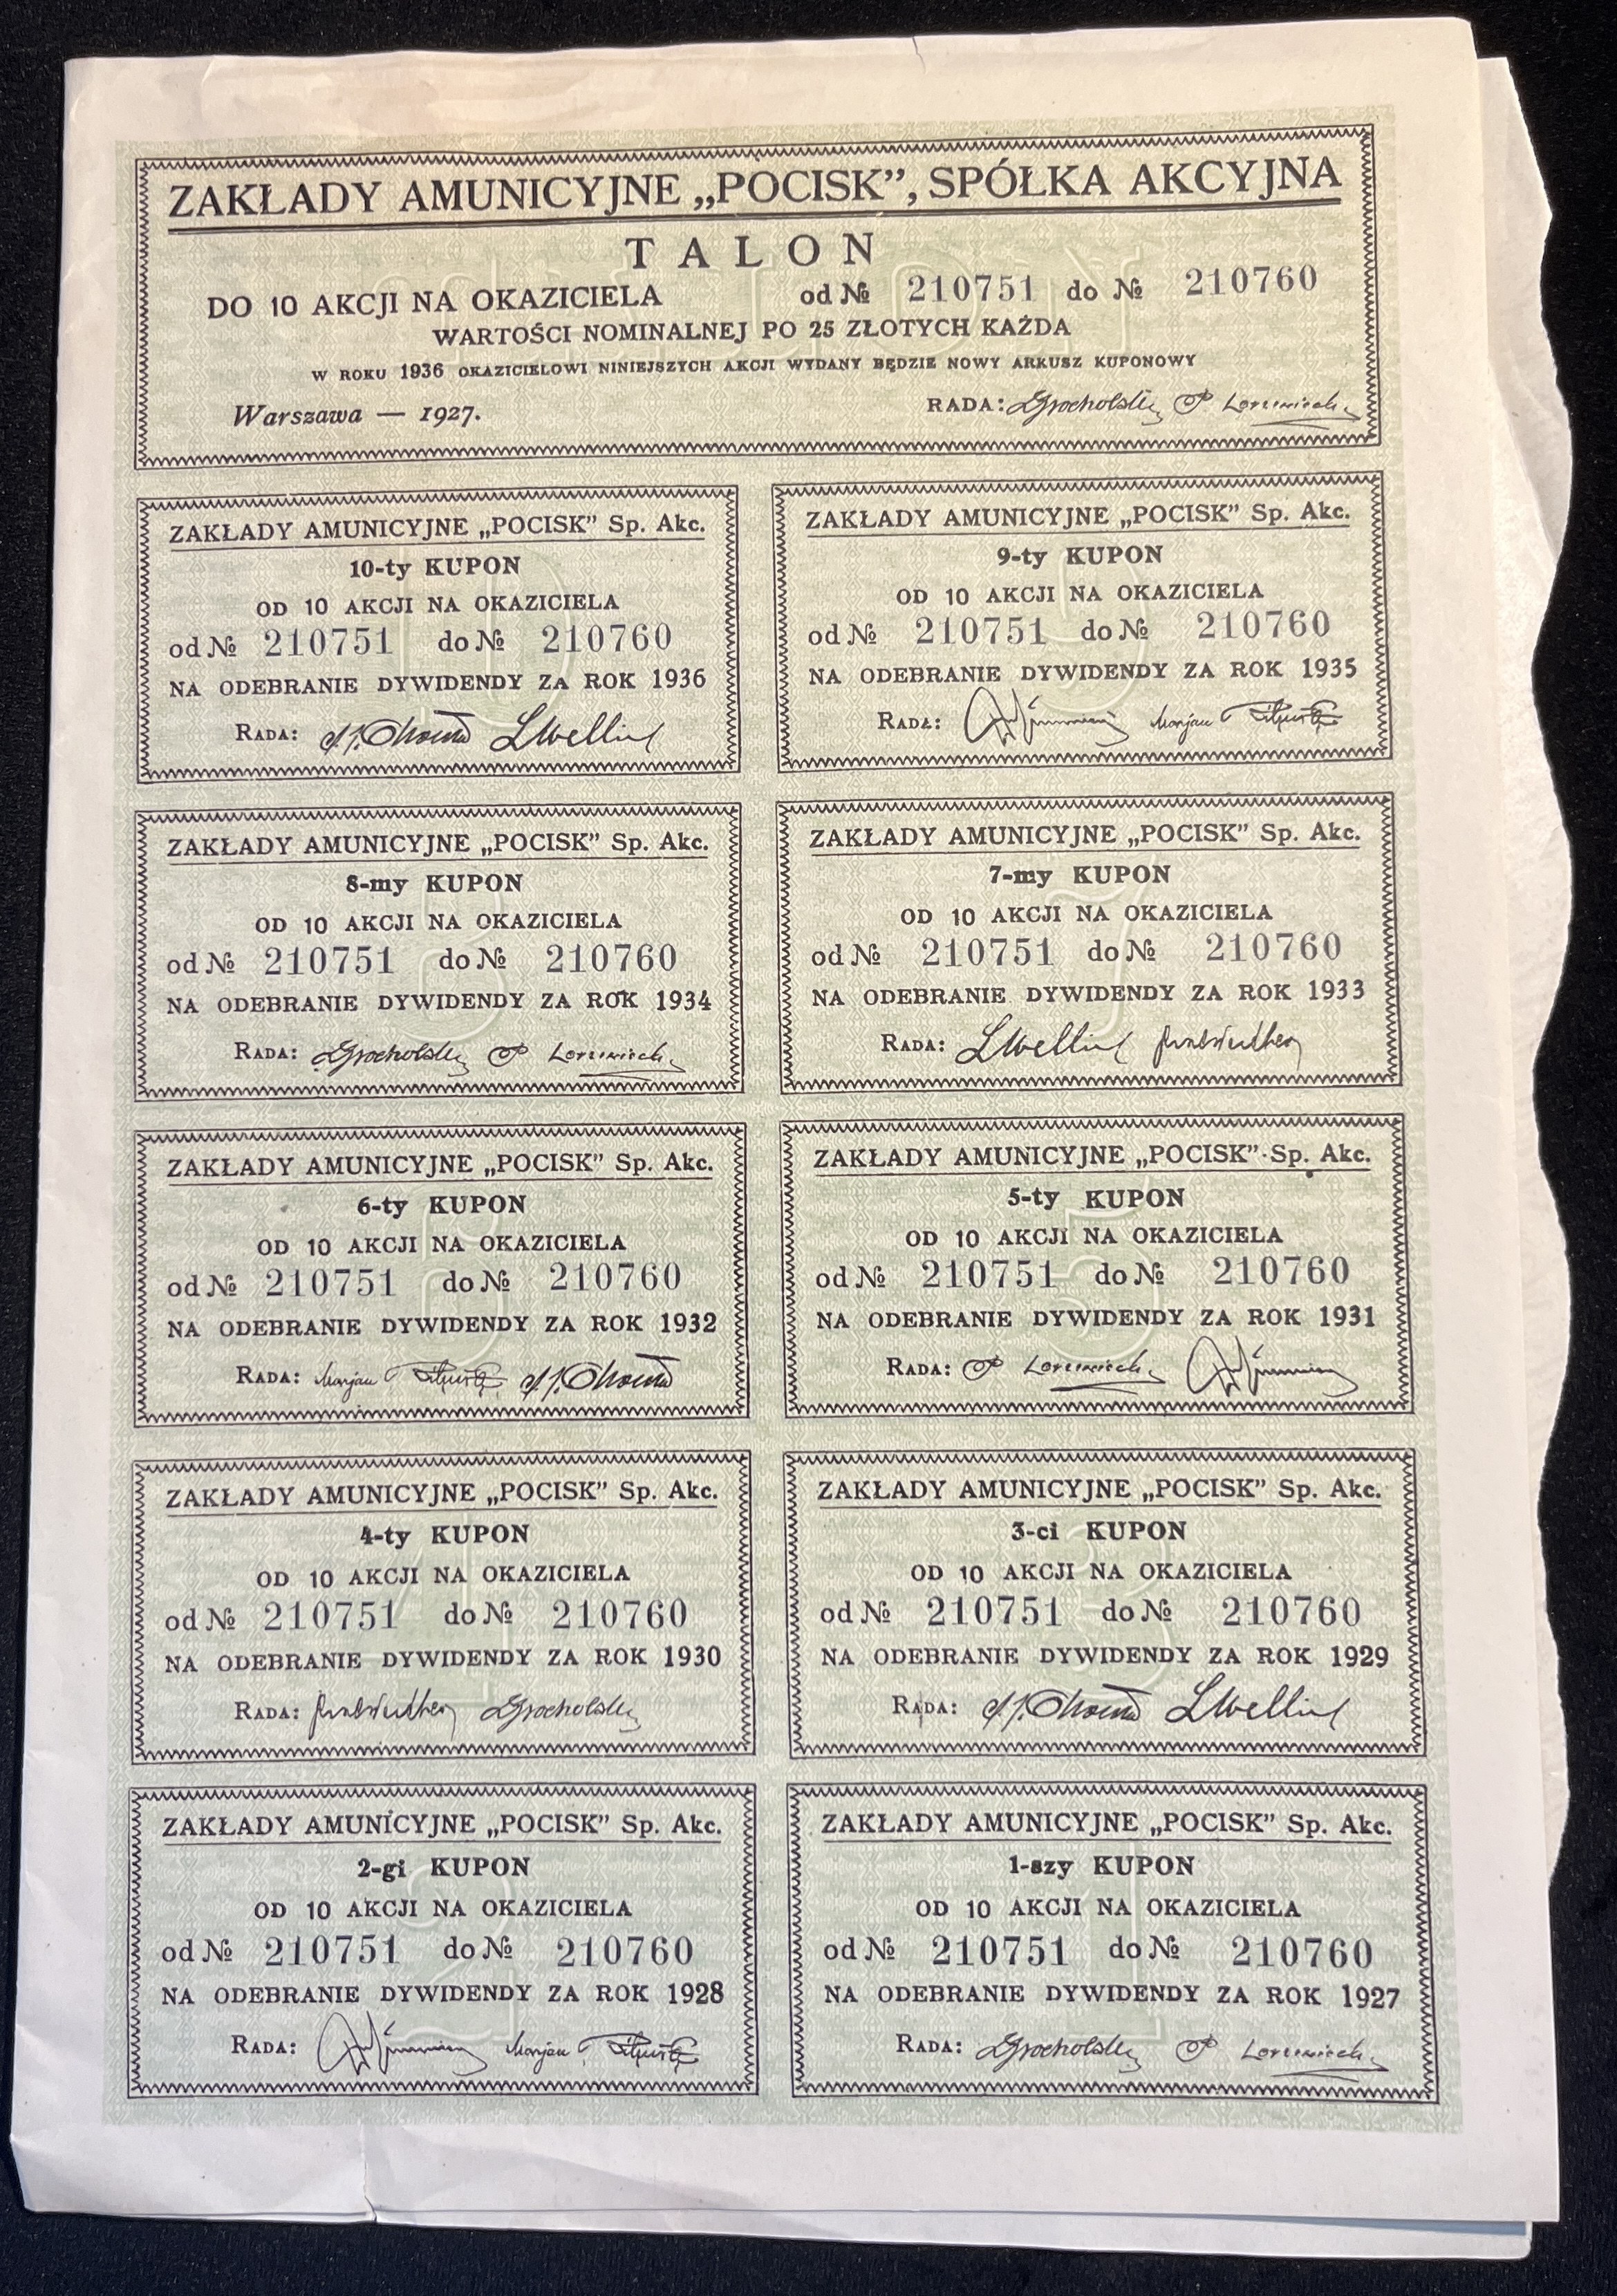 ZAKŁADY AMUNICYJNE „POCISK”, SPÓŁKA AKCYJNA
TALON
DO 10 AKCJI NA OKAZICIELA od № 210751 do № 210760
WARTOŚCI NOMINALNEJ PO 25 ZŁOTYCH KAŻDA
W ROKU 1936 OKAZICIELOWI NINIEJSZYCH AKCJI WYDANY BĘDZIE NOWY ARKUSZ KUPONOWY
Warszawa — 1927. RADA:
ZAKŁADY AMUNICYJNE „POCISK” Sp. Akc.
10-ty KUPON
OD 10 AKCJI NA OKAZICIELA
od № 210751 do № 210760
NA ODEBRANIE DYWIDENDY ZA ROK 1936
RADA:
ZAKŁADY AMUNICYJNE „POCISK” Sp. Akc.
9-ty KUPON
OD 10 AKCJI NA OKAZICIELA
od № 210751 do № 210760
NA ODEBRANIE DYWIDENDY ZA ROK 1935
RADA:
ZAKŁADY AMUNICYJNE „POCISK” Sp. Akc.
8-my KUPON
OD 10 AKCJI NA OKAZICIELA
od № 210751 do № 210760
NA ODEBRANIE DYWIDENDY ZA ROK 1934
RADA:
ZAKŁADY AMUNICYJNE „POCISK” Sp. Akc.
7-my KUPON
OD 10 AKCJI NA OKAZICIELA
od № 210751 do № 210760
NA ODEBRANIE DYWIDENDY ZA ROK 1933
RADA:
ZAKŁADY AMUNICYJNE „POCISK” Sp. Akc.
6-ty KUPON
OD 10 AKCJI NA OKAZICIELA
od № 210751 do № 210760
NA ODEBRANIE DYWIDENDY ZA ROK 1932
RADA:
ZAKŁADY AMUNICYJNE „POCISK” Sp. Akc.
5-ty KUPON
OD 10 AKCJI NA OKAZICIELA
od № 210751 do № 210760
NA ODEBRANIE DYWIDENDY ZA ROK 1931
RADA:
ZAKŁADY AMUNICYJNE „POCISK” Sp. Akc.
4-ty KUPON
OD 10 AKCJI NA OKAZICIELA
od № 210751 do № 210760
NA ODEBRANIE DYWIDENDY ZA ROK 1930
RADA:
ZAKŁADY AMUNICYJNE „POCISK” Sp. Akc.
3-ci KUPON
OD 10 AKCJI NA OKAZICIELA
od № 210751 do № 210760
NA ODEBRANIE DYWIDENDY ZA ROK 1929
RADA:
ZAKŁADY AMUNICYJNE „POCISK” Sp. Akc.
2-gi KUPON
OD 10 AKCJI NA OKAZICIELA
od № 210751 do № 210760
NA ODEBRANIE DYWIDENDY ZA ROK 1928
RADA:
ZAKŁADY AMUNICYJNE „POCISK” Sp. Akc.
1-szy KUPON
OD 10 AKCJI NA OKAZICIELA
od № 210751 do № 210760
NA ODEBRANIE DYWIDENDY ZA ROK 1927
RADA: